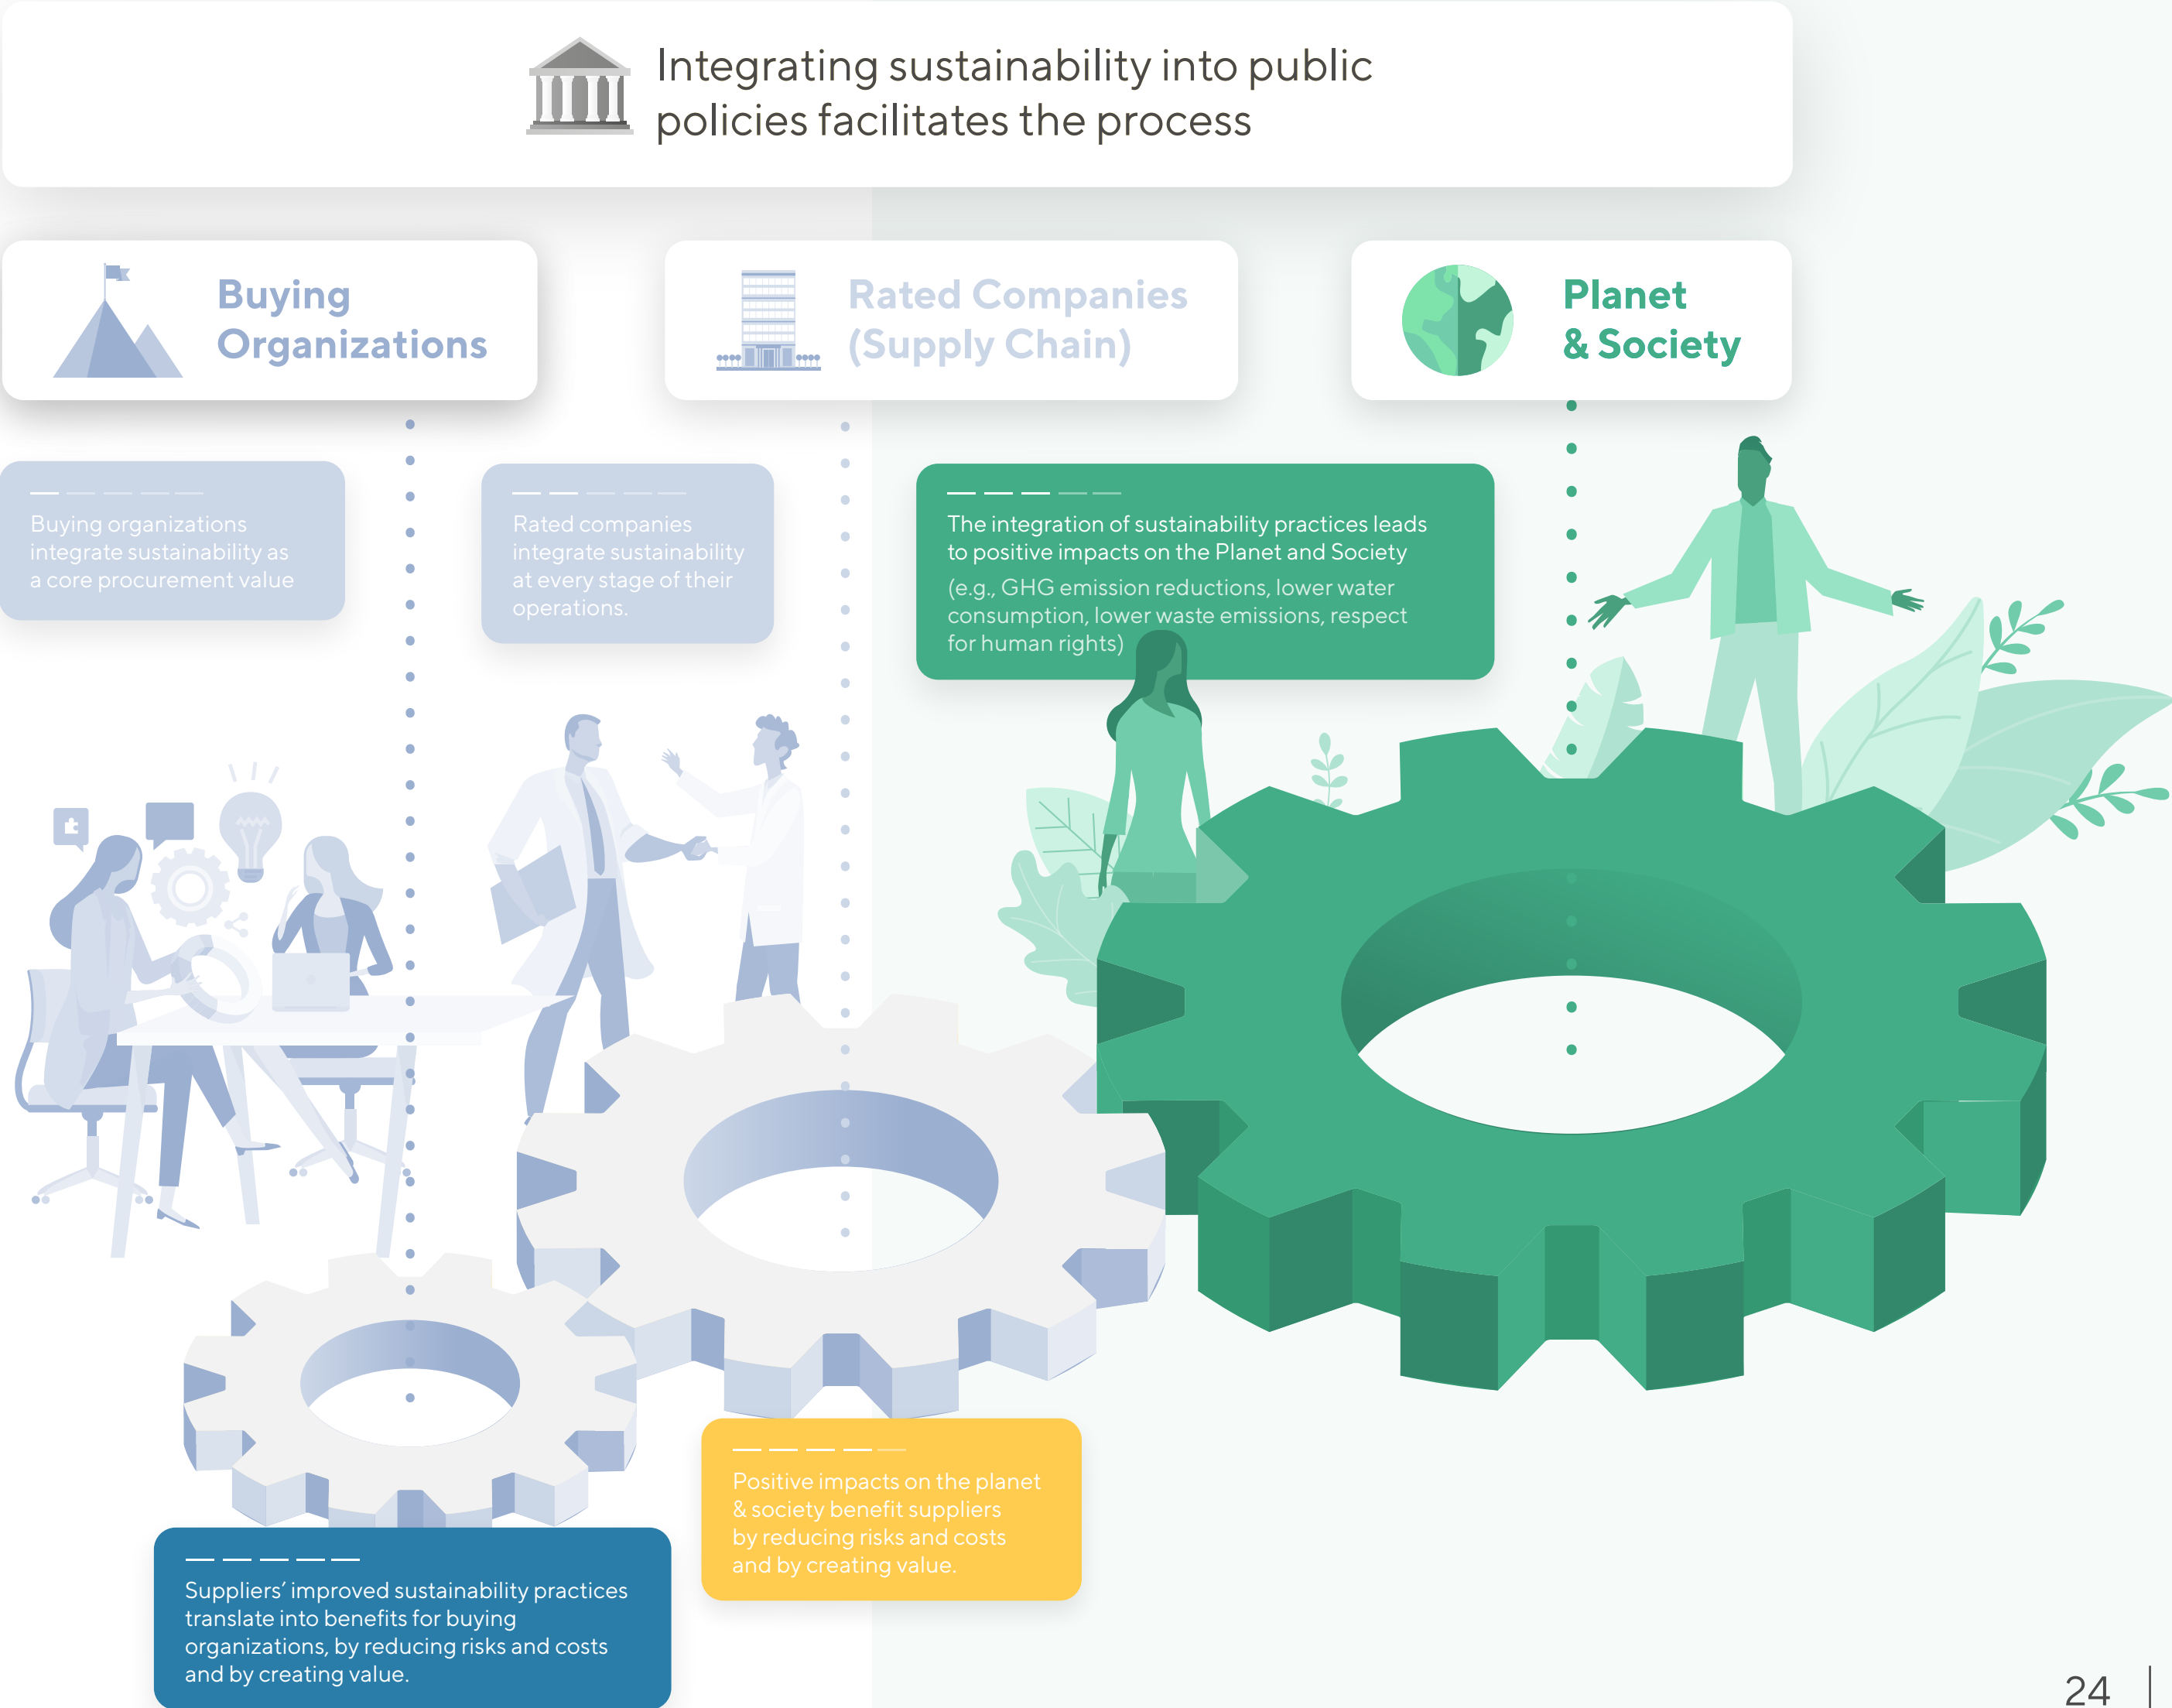 Integrating sustainability into public
policies facilitates the process
Buying
Organizations
Rated Companies
(Supply Chain)
Planet
& Society
Buying organizations
integrate sustainability as
a core procurement value
Rated companies
integrate sustainability
at every stage of their
operations.
The integration of sustainability practices leads
to positive impacts on the Planet and Society
(e.g., GHG emission reductions, lower water
consumption, lower waste emissions, respect
for human rights)
Positive impacts on the planet
& society benefit suppliers
by reducing risks and costs
and by creating value.
Suppliers’ improved sustainability practices
translate into benefits for buying
organizations, by reducing risks and costs
and by creating value.
24